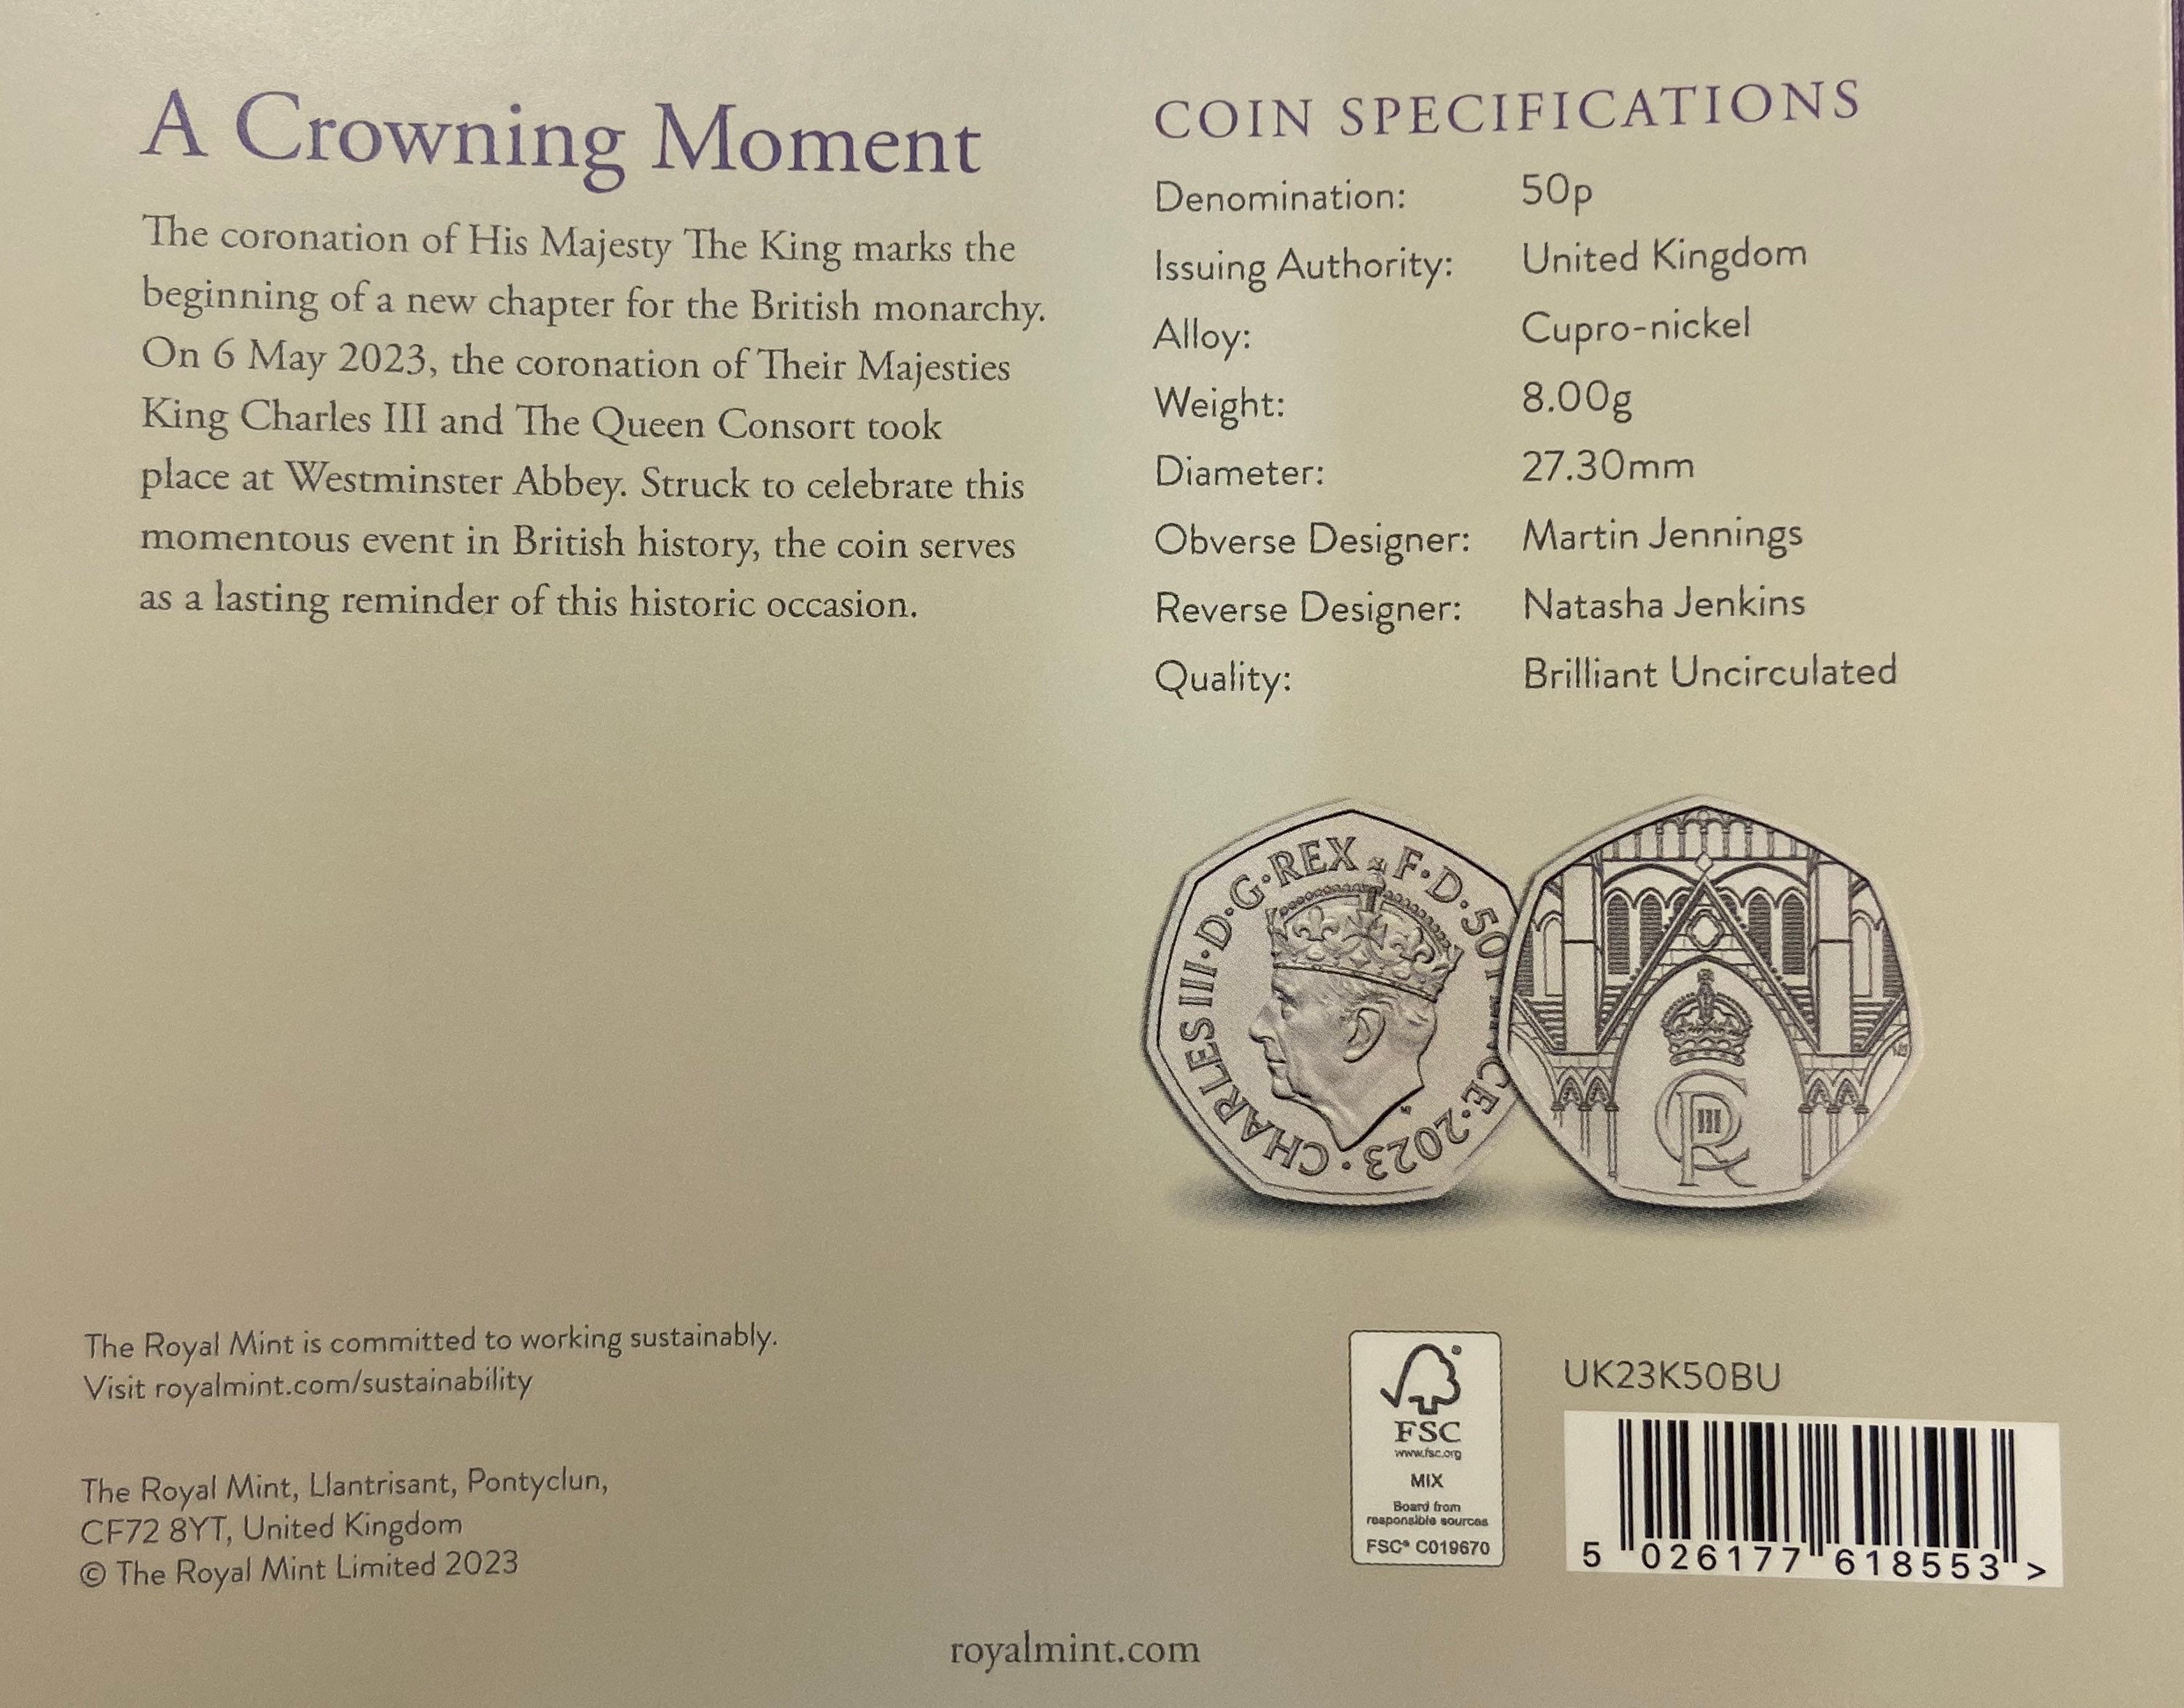 A Crowning Moment
The coronation of His Majesty The King marks the
beginning of a new chapter for the British monarchy.
On 6 May 2023, the coronation of Their Majesties
King Charles III and The Queen Consort took
place at Westminster Abbey. Struck to celebrate this
momentous event in British history, the coin serves
as a lasting reminder of this historic occasion.
COIN SPECIFICATIONS
Denomination: 50p
Issuing Authority: United Kingdom
Alloy: Cupro-nickel
Weight: 8.00g
Diameter: 27.30mm
Obverse Designer: Martin Jennings
Reverse Designer: Natasha Jenkins
Quality: Brilliant Uncirculated
CHARLES III·D·G·REX F·D·50 CE·2023·
CR III
The Royal Mint is committed to working sustainably.
Visit royalmint.com/sustainability
The Royal Mint, Llantrisant, Pontyclun,
CF72 8YT, United Kingdom
© The Royal Mint Limited 2023
FSC
www.fsc.org
MIX
Board from
responsible sources
FSC® C019670
UK23K50BU
5 026177 618553 >
royalmint.com